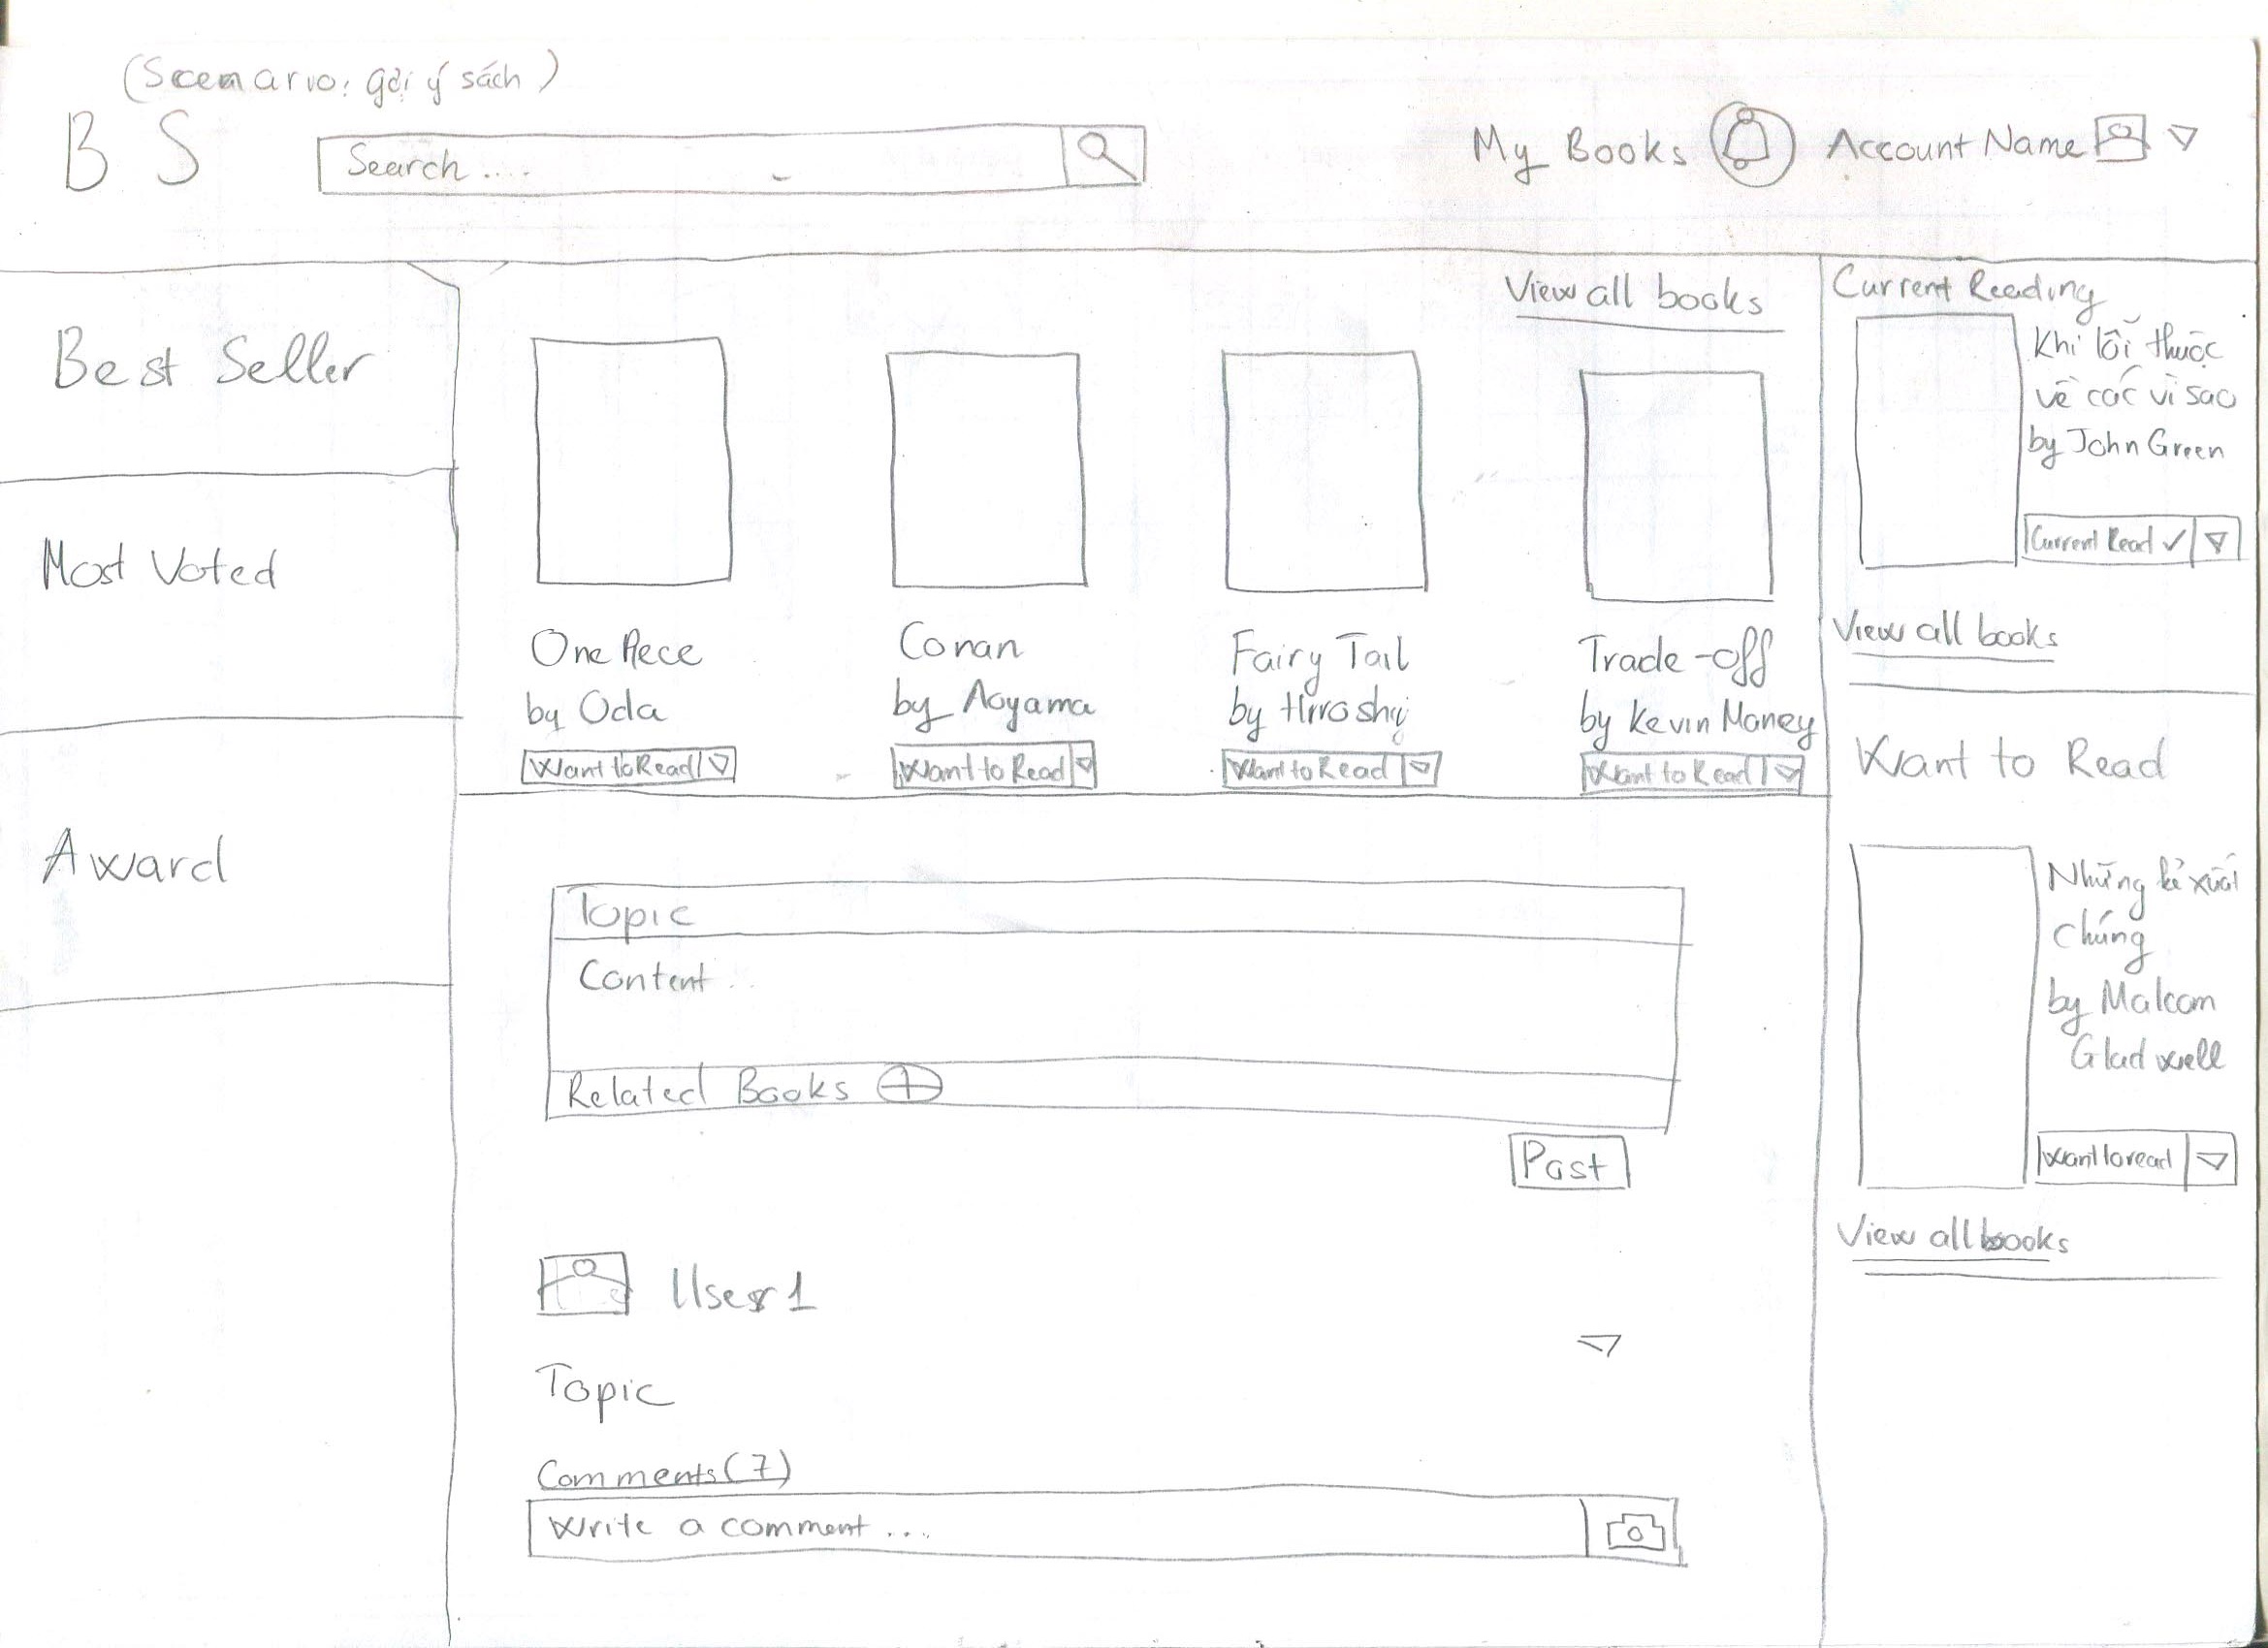 (Scenario: gợi ý sách)
B S
Search ....
My Books
Account Name
Best Seller
Most Voted
Award
View all books
One Piece
by Oda
Want to Read
Conan
by Aoyama
Want to Read
Fairy Tail
by Hiroshy
Want to Read
Trade-off
by Kevin Maney
Want to Read
Topic
Content ..
Related Books
Post
User 1
Topic
Comments (7)
Write a comment ...
Current Reading
Khi lỗi thuộc
về các vì sao
by John Green
Current Read ✓
View all books
Want to Read
Những kẻ xuất
chúng
by Malcom
Gladwell
Want to read
View all books